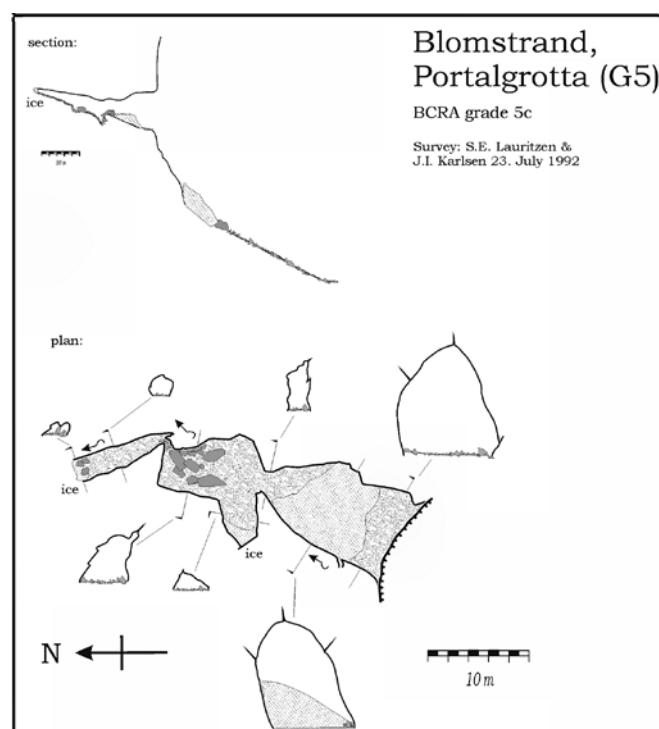 section:
Blomstrand,
Portalgrotta (G5)
ice
BCRA grade 5c
Survey: S.E. Lauritzen &
J.I. Karlsen 23. July 1992
plan:
ice
ice
N
10 m